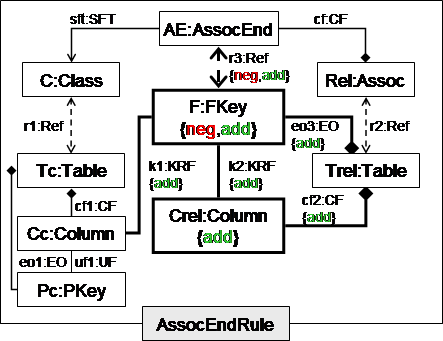 sft:SFT
AE:AssocEnd
cf:CF
r3:Ref
{neg,add}
C:Class
Rel:Assoc
F:FKey
{neg,add}
r1:Ref
eo3:EO
{add}
r2:Ref
Tc:Table
k1:KRF
{add}
k2:KRF
{add}
Trel:Table
cf1:CF
Crel:Column
{add}
cf2:CF
{add}
Cc:Column
eo1:EO
uf1:UF
Pc:PKey
AssocEndRule